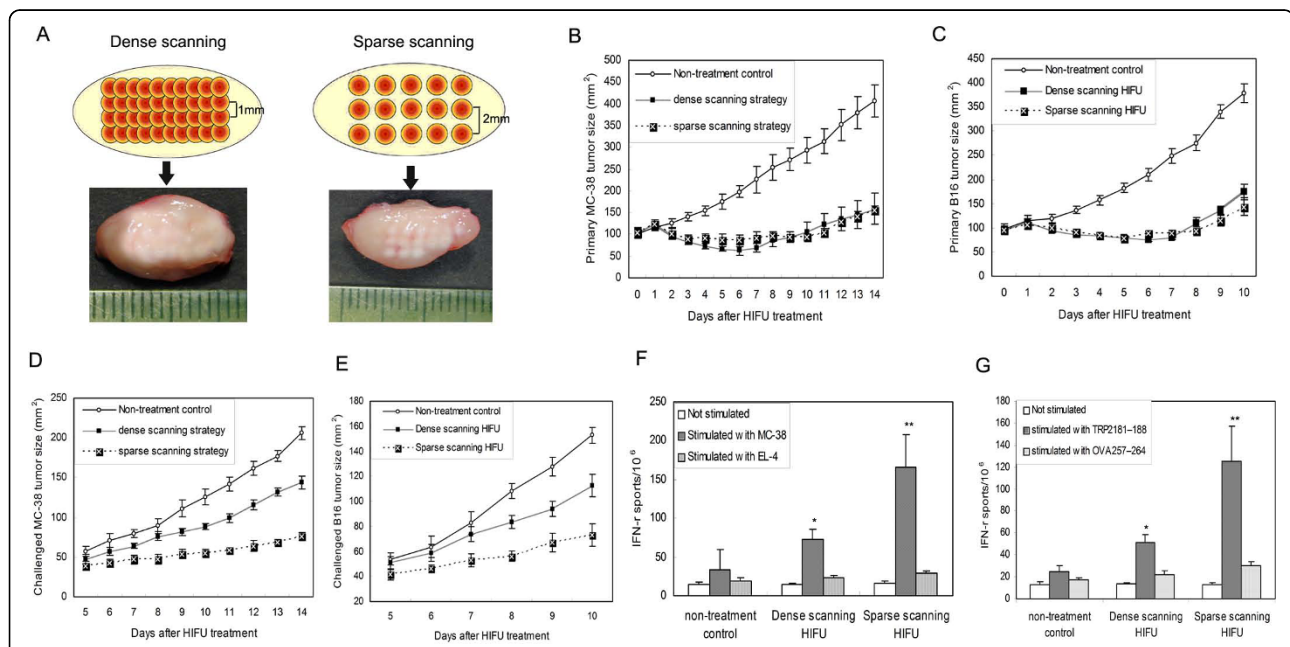 A
Dense scanning
Sparse scanning
1mm
2mm
B
Primary MC-38 tumor size (mm²)
500
450
400
350
300
250
200
150
100
50
0
Non-treatment control
dense scanning strategy
sparse scanning strategy
0 1 2 3 4 5 6 7 8 9 10 11 12 13 14
Days after HIFU treatment
C
Primary B16 tumor size (mm²)
450
400
350
300
250
200
150
100
50
0
Non-treatment control
Dense scanning HIFU
Sparse scanning HIFU
0 1 2 3 4 5 6 7 8 9 10
Days after HIFU treatment
D
Challenged MC-38 tumor size (mm²)
250
200
150
100
50
0
Non-treatment control
dense scanning strategy
sparse scanning strategy
5 6 7 8 9 10 11 12 13 14
Days after HIFU treatment
E
Challenged B16 tumor size (mm²)
180
160
140
120
100
80
60
40
20
0
Non-treatment control
Dense scanning HIFU
Sparse scanning HIFU
5 6 7 8 9 10
Days after HIFU treatment
F
IFN-r sports/10⁻⁶
250
200
150
100
50
0
Not stimulated
Stimulated with MC-38
Stimulated with EL-4
*
**
non-treatment control
Dense scanning HIFU
Sparse scanning HIFU
G
IFN-r sports/10⁻⁶
180
160
140
120
100
80
60
40
20
0
Not stimulated
stimulated with TRP2181–188
stimulated with OVA257–264
*
**
non-treatment control
Dense scanning HIFU
Sparse scanning HIFU